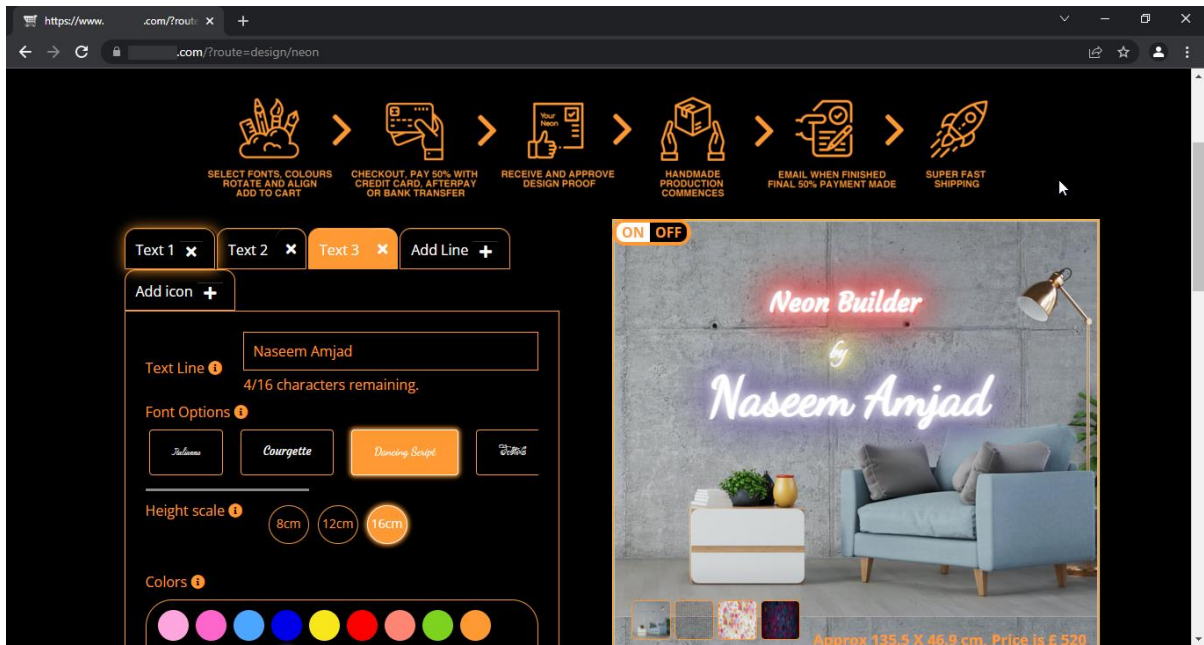 https://www. .com/?route
.com/?route=design/neon
SELECT FONTS, COLOURS
ROTATE AND ALIGN
ADD TO CART
CHECKOUT, PAY 50% WITH
CREDIT CARD, AFTERPAY
OR BANK TRANSFER
Your
Neon
RECEIVE AND APPROVE
DESIGN PROOF
HANDMADE
PRODUCTION
COMMENCES
EMAIL WHEN FINISHED
FINAL 50% PAYMENT MADE
SUPER FAST
SHIPPING
Text 1 Text 2 Text 3 Add Line
Add icon
Text Line
Naseem Amjad
4/16 characters remaining.
Font Options
Italianno Courgette Dancing Script
Height scale
8cm 12cm 16cm
Colors
ON OFF
Neon Builder
by
Naseem Amjad
Approx 135.5 X 46.9 cm. Price is £ 520